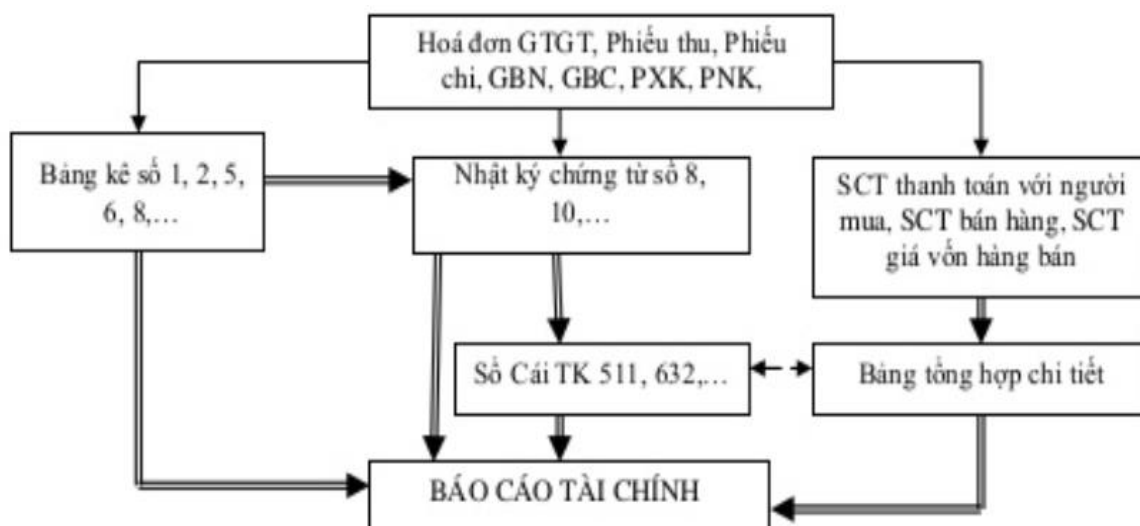 Hoá đơn GTGT, Phiếu thu, Phiếu
chi, GBN, GBC, PXK, PNK,
Bảng kê số 1, 2, 5,
6, 8,…
Nhật ký chứng từ số 8,
10,…
SCT thanh toán với người
mua, SCT bán hàng, SCT
giá vốn hàng bán
Sổ Cái TK 511, 632,…
Bảng tổng hợp chi tiết
BÁO CÁO TÀI CHÍNH